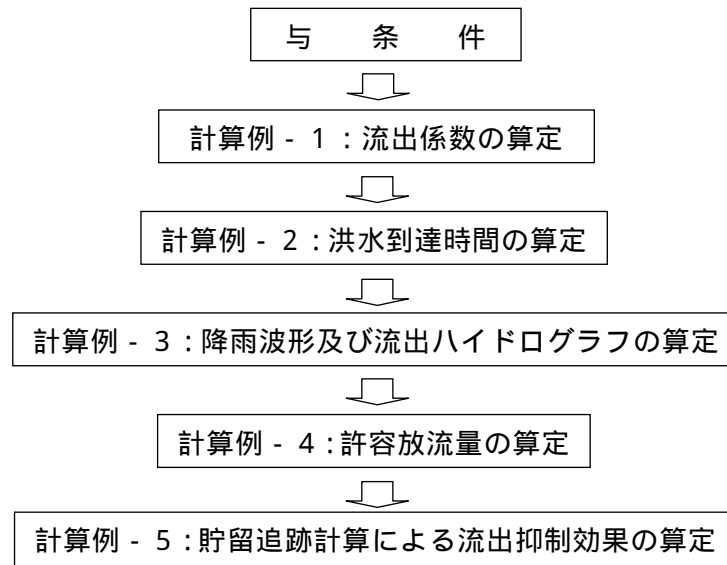 与　条　件
計算例 - 1 : 流出係数の算定
計算例 - 2 : 洪水到達時間の算定
計算例 - 3 : 降雨波形及び流出ハイドログラフの算定
計算例 - 4 : 許容放流量の算定
計算例 - 5 : 貯留追跡計算による流出抑制効果の算定